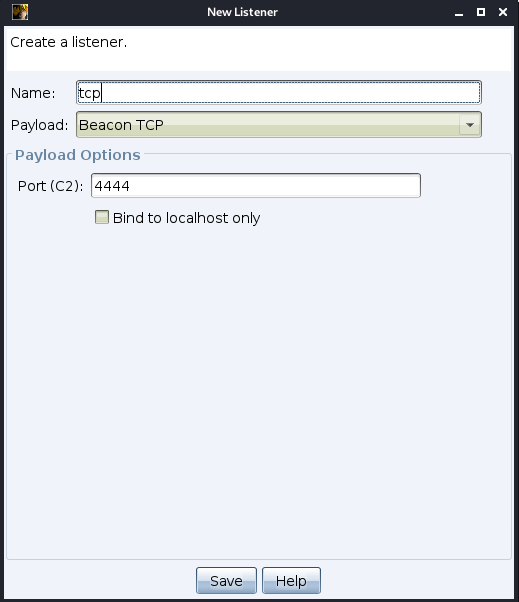 New Listener
Create a listener.
Name: tcp
Payload: Beacon TCP
Payload Options
Port (C2): 4444
Bind to localhost only
Save Help